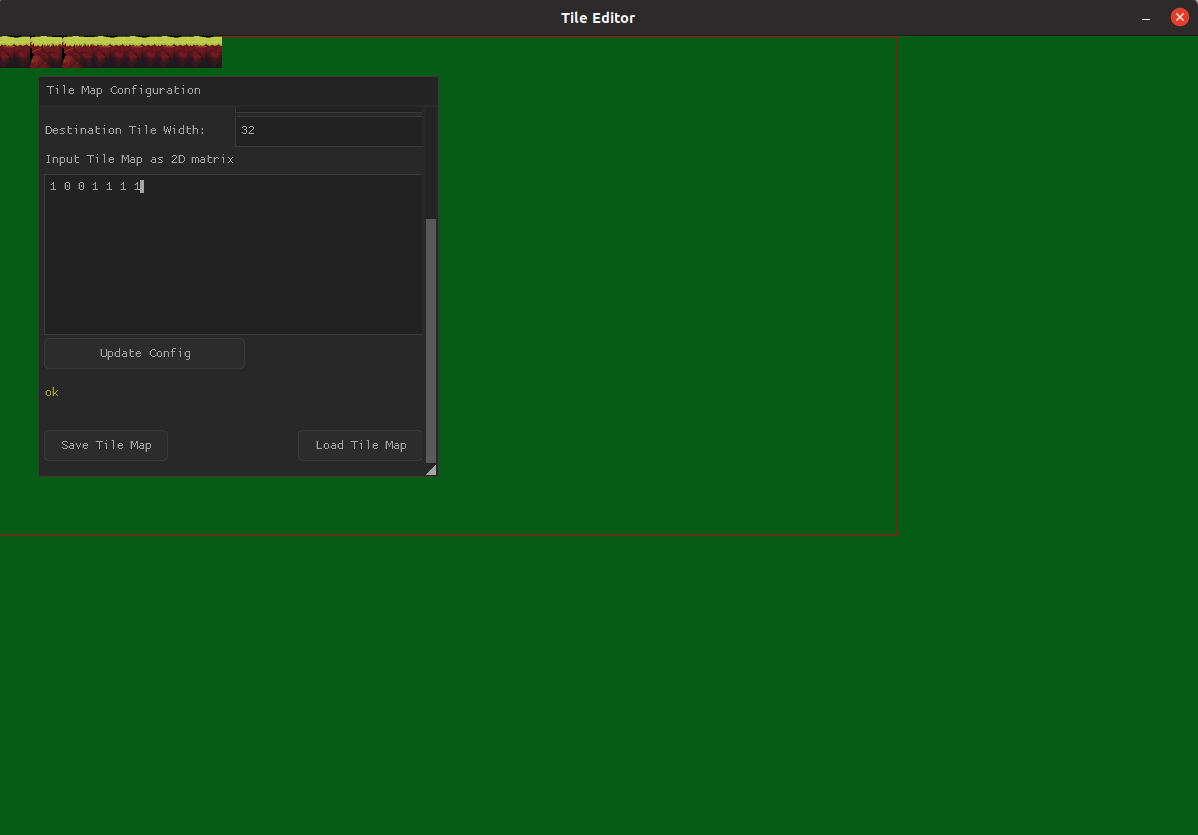 Tile Editor
Tile Map Configuration
Destination Tile Width: 32
Input Tile Map as 2D matrix
1 0 0 1 1 1 1
Update Config
ok
Save Tile Map Load Tile Map